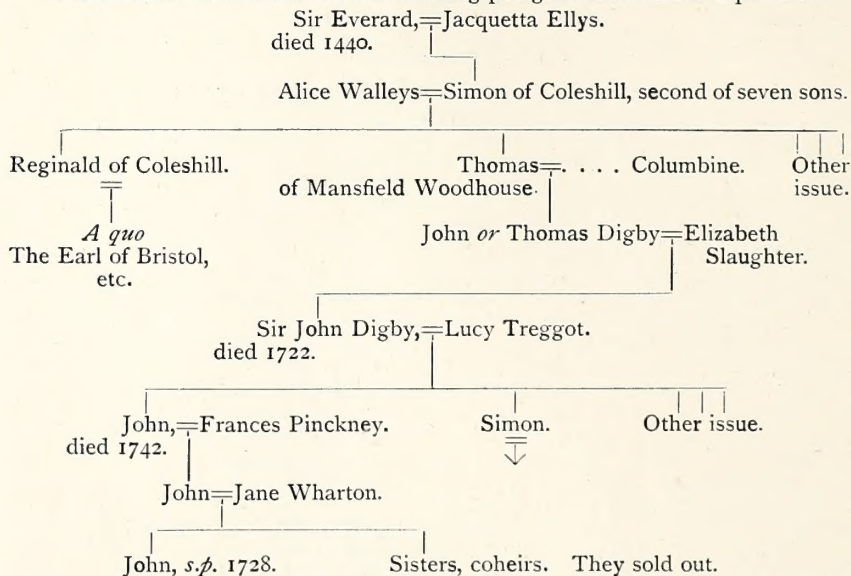 Sir Everard,=Jacquetta Ellys.
died 1440.
Alice Walleys=Simon of Coleshill, second of seven sons.
Reginald of Coleshill. Thomas=. . . . Columbine. Other
of Mansfield Woodhouse. issue.
A quo John or Thomas Digby=Elizabeth
The Earl of Bristol, Slaughter.
etc.
Sir John Digby,=Lucy Treggot.
died 1722.
John,=Frances Pinckney. Simon. Other issue.
died 1742.
John=Jane Wharton.
John, s.p. 1728. Sisters, coheirs. They sold out.